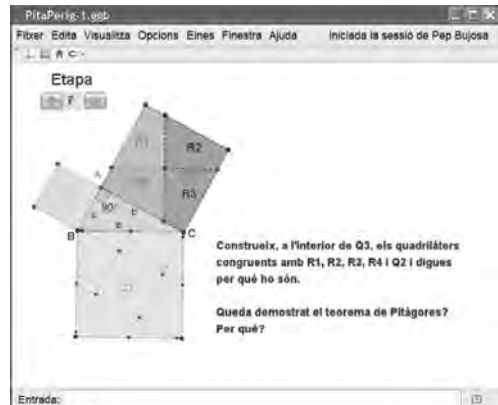 PitaPerig-1.ggb
Fitxer Edita Visualitza Opcions Eines Finestra Ajuda Iniciada la sessió de Pep Bujosa
Etapa
7
R2
R3
A
90°
c b
a
B C
Construeix, a l'interior de Q3, els quadrilàters
congruents amb R1, R2, R3, R4 i Q2 i digues
per què ho són.
Queda demostrat el teorema de Pitàgores?
Per què?
Entrada: